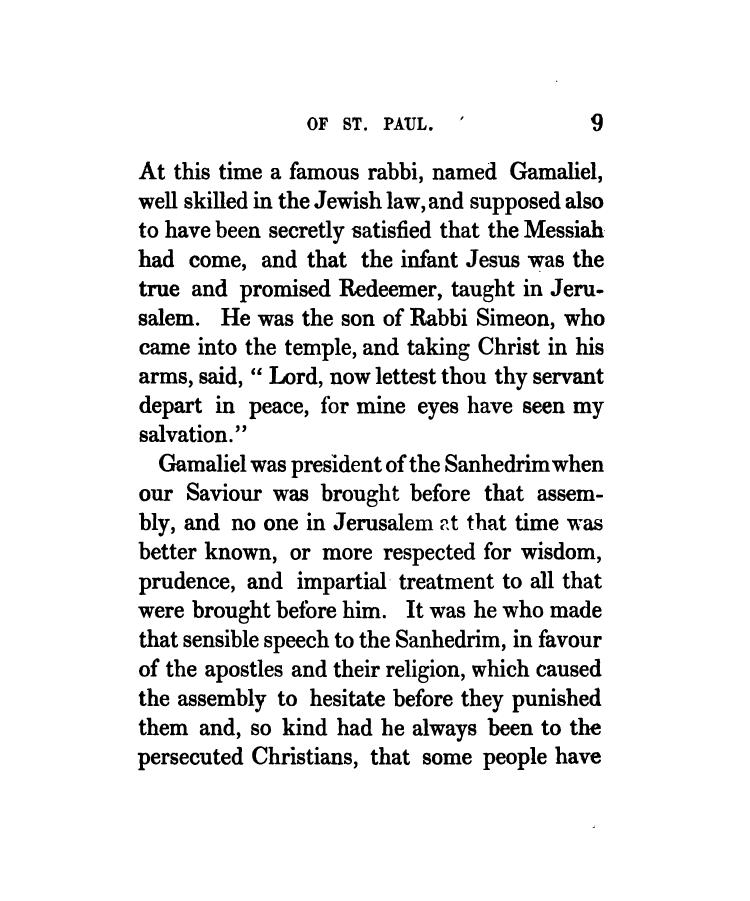 OF ST. PAUL. 9
At this time a famous rabbi, named Gamaliel,
well skilled in the Jewish law, and supposed also
to have been secretly satisfied that the Messiah
had come, and that the infant Jesus was the
true and promised Redeemer, taught in Jeru-
salem. He was the son of Rabbi Simeon, who
came into the temple, and taking Christ in his
arms, said, “ Lord, now lettest thou thy servant
depart in peace, for mine eyes have seen my
salvation.”
Gamaliel was president of the Sanhedrim when
our Saviour was brought before that assem-
bly, and no one in Jerusalem at that time was
better known, or more respected for wisdom,
prudence, and impartial treatment to all that
were brought before him. It was he who made
that sensible speech to the Sanhedrim, in favour
of the apostles and their religion, which caused
the assembly to hesitate before they punished
them and, so kind had he always been to the
persecuted Christians, that some people have